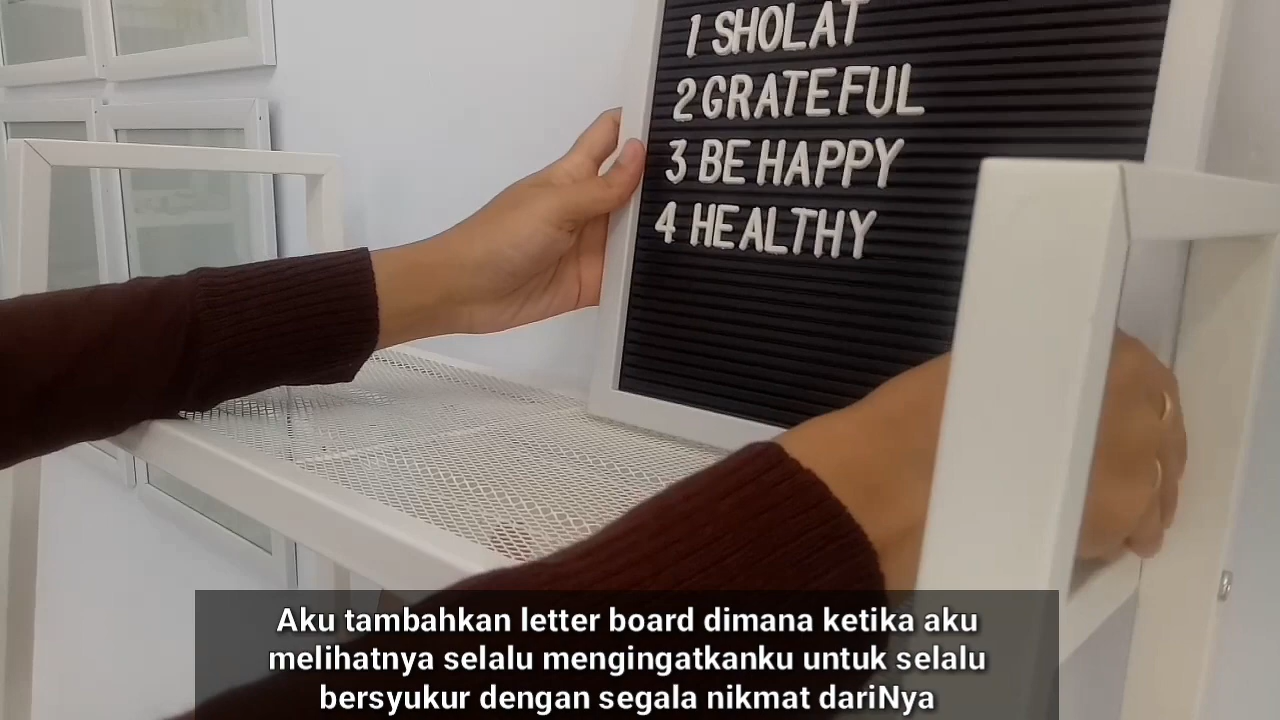 1 SHOLAT
2 GRATEFUL
3 BE HAPPY
4 HEALTHY
Aku tambahkan letter board dimana ketika aku
melihatnya selalu mengingatkanku untuk selalu
bersyukur dengan segala nikmat dariNya